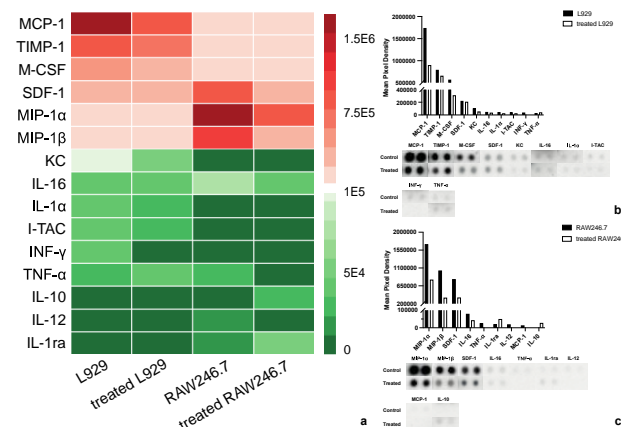 MCP-1
TIMP-1
M-CSF
SDF-1
MIP-1α
MIP-1β
KC
IL-16
IL-1α
I-TAC
INF-γ
TNF-α
IL-10
IL-12
IL-1ra
L929
treated L929
RAW246.7
treated RAW246.7
1.5E6
7.5E5
1E5
5E4
0
a
L929
treated L929
Mean Pixel Density
2000000
1500000
1000000
500000
400000
200000
0
MCP-1
TIMP-1
M-CSF
SDF-1
KC
IL-16
IL-1α
I-TAC
INF-γ
TNF-α
MCP-1 TIMP-1 M-CSF SDF-1 KC IL-16 IL-1α I-TAC
Control
Treated
INF-γ TNF-α
Control
Treated
b
RAW246.7
treated RAW246
Mean Pixel Density
2000000
1550000
1100000
650000
200000
100000
0
MIP-1α
MIP-1β
SDF-1
IL-16
TNF-α
IL-1ra
IL-12
MCP-1
IL-10
MIP-1α MIP-1β SDF-1 IL-16 TNF-α IL-1ra IL-12
Control
Treated
MCP-1 IL-10
Control
Treated
c